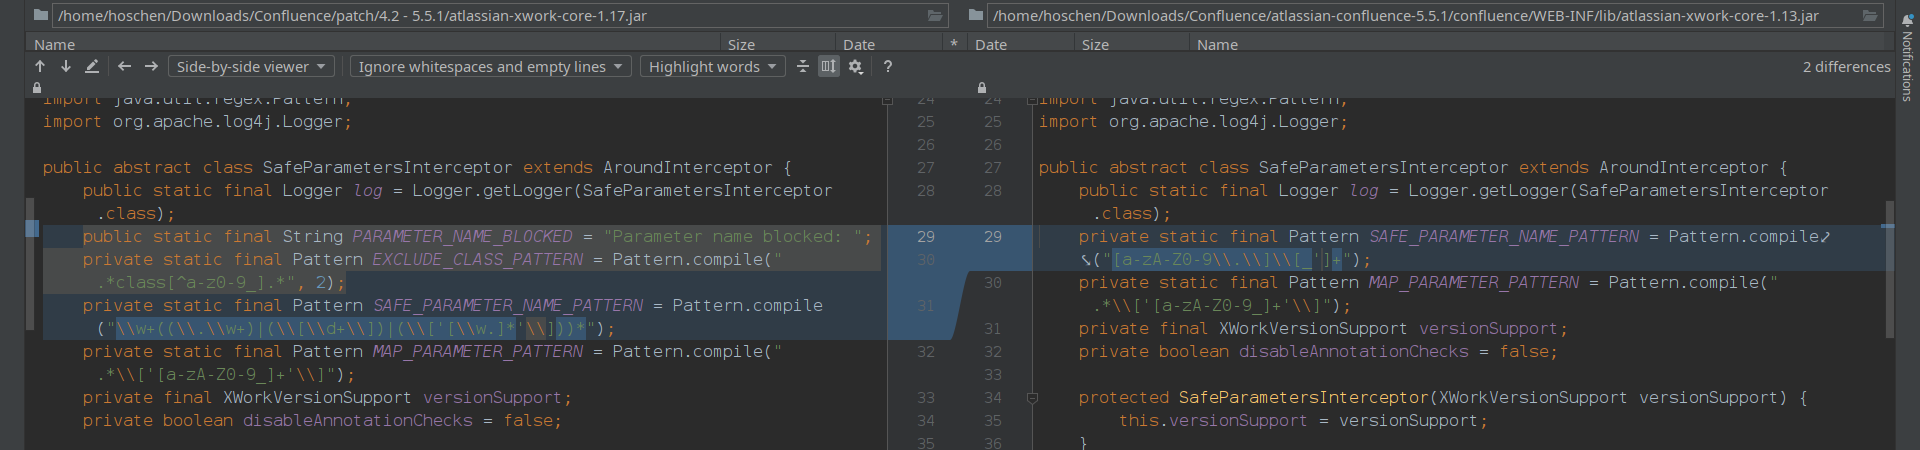 /home/hoschen/Downloads/Confluence/patch/4.2 - 5.5.1/atlassian-xwork-core-1.17.jar
/home/hoschen/Downloads/Confluence/atlassian-confluence-5.5.1/confluence/WEB-INF/lib/atlassian-xwork-core-1.13.jar
Name Size Date * Date Size Name
Side-by-side viewer Ignore whitespaces and empty lines Highlight words ? 2 differences
Notifications
import java.util.regex.Pattern; 24
import org.apache.log4j.Logger; 25
26
public abstract class SafeParametersInterceptor extends AroundInterceptor { 27
public static final Logger log = Logger.getLogger(SafeParametersInterceptor 28
.class);
public static final String PARAMETER_NAME_BLOCKED = "Parameter name blocked: "; 29
private static final Pattern EXCLUDE_CLASS_PATTERN = Pattern.compile(" 30
.*class[^a-z0-9_].*", 2);
private static final Pattern SAFE_PARAMETER_NAME_PATTERN = Pattern.compile 31
("\\w+((\\.\\w+)|(\\[\\d+\\])|(\\['[\\w.]*'\\]))*");
private static final Pattern MAP_PARAMETER_PATTERN = Pattern.compile(" 32
.*\\['[a-zA-Z0-9_]+'\\]");
private final XWorkVersionSupport versionSupport; 33
private boolean disableAnnotationChecks = false; 34
35
24 import java.util.regex.Pattern;
25 import org.apache.log4j.Logger;
26
27 public abstract class SafeParametersInterceptor extends AroundInterceptor {
28 public static final Logger log = Logger.getLogger(SafeParametersInterceptor
.class);
29 private static final Pattern SAFE_PARAMETER_NAME_PATTERN = Pattern.compile
("[a-zA-Z0-9\\.\\]\\[_']+");
30 private static final Pattern MAP_PARAMETER_PATTERN = Pattern.compile("
.*\\['[a-zA-Z0-9_]+'\\]");
31 private final XWorkVersionSupport versionSupport;
32 private boolean disableAnnotationChecks = false;
33
34 protected SafeParametersInterceptor(XWorkVersionSupport versionSupport) {
35 this.versionSupport = versionSupport;
36 }